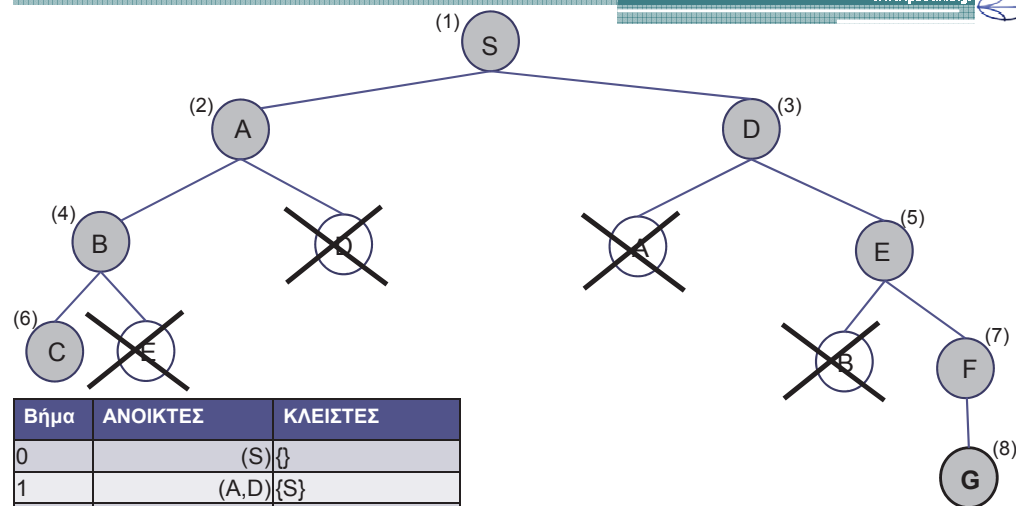 (1)
S
(2) (3)
A D
(4) (5)
B D A E
(6) (7)
C E B F
(8)
G
Βήμα ΑΝΟΙΚΤΕΣ ΚΛΕΙΣΤΕΣ
0 (S) {}
1 (A,D) {S}